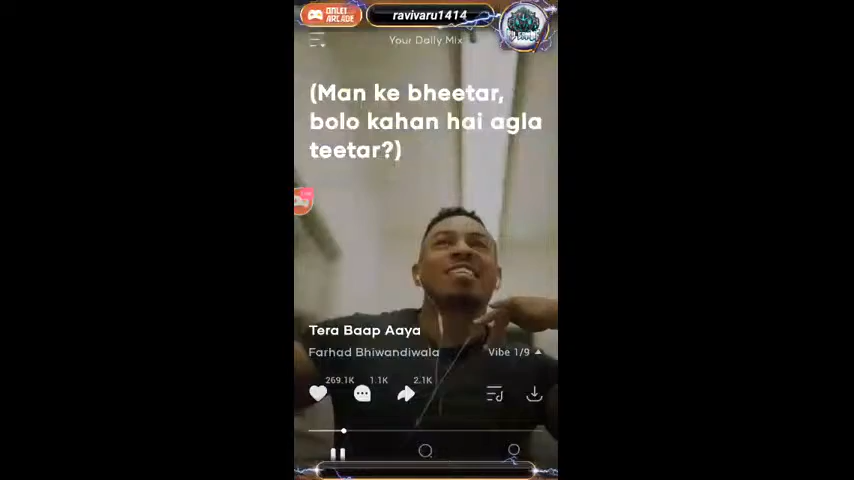 ONLEI ARCADE
ravivaru1414
Your Daily Mix
(Man ke bheetar,
bolo kahan hai agla
teetar?)
Tera Baap Aaya
Farhad Bhiwandiwala
Vibe 1/9
269.1K 1.1K 2.1K